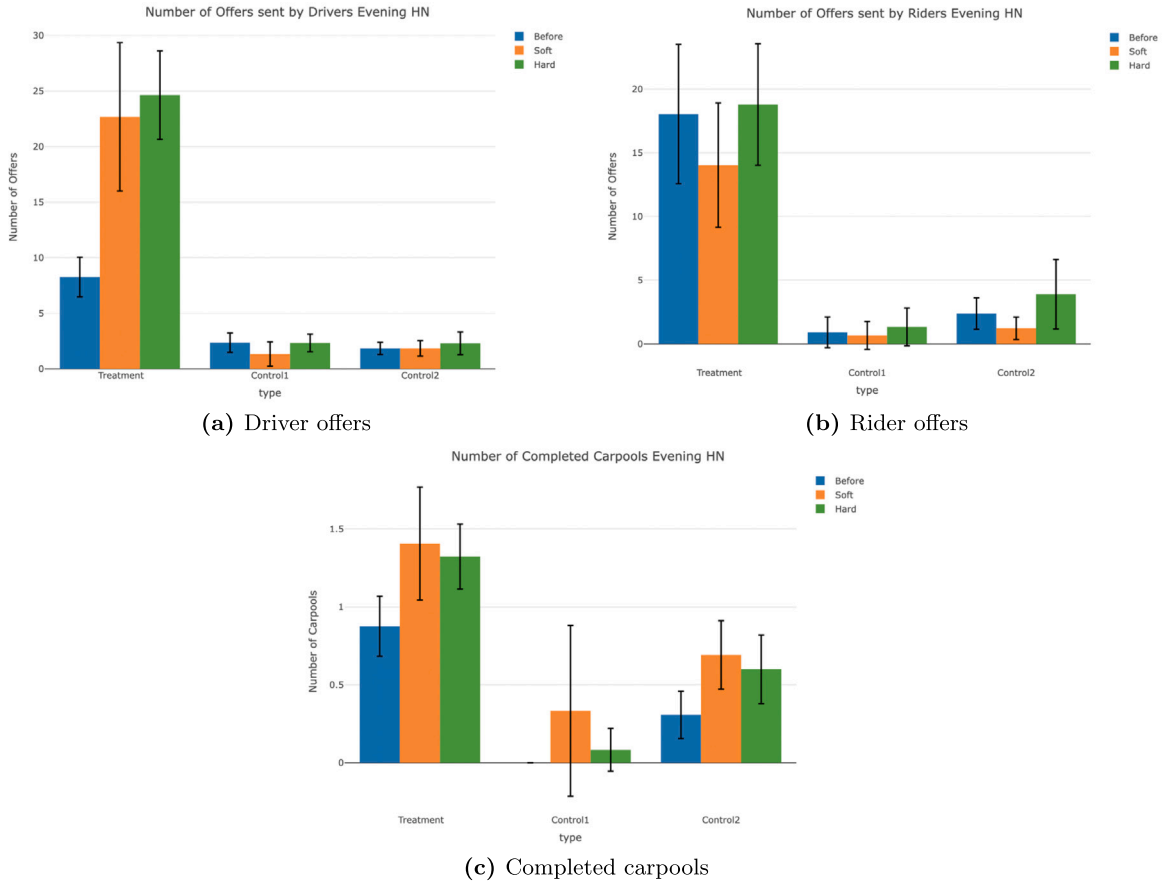 Number of Offers sent by Drivers Evening HN
Before
Soft
Hard
30
25
20
15
10
5
0
Number of Offers
Treatment
Control1
Control2
type
(a) Driver offers
Number of Offers sent by Riders Evening HN
Before
Soft
Hard
20
15
10
5
0
Number of Offers
Treatment
Control1
Control2
type
(b) Rider offers
Number of Completed Carpools Evening HN
Before
Soft
Hard
1.5
1
0.5
0
Number of Carpools
Treatment
Control1
Control2
type
(c) Completed carpools